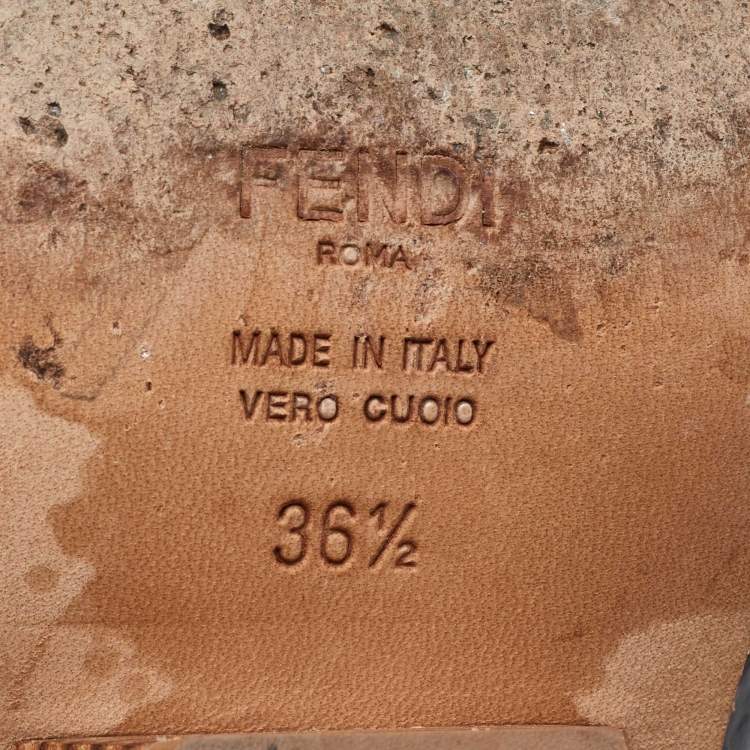 FENDI
ROMA
MADE IN ITALY
VERO CUOIO
36½